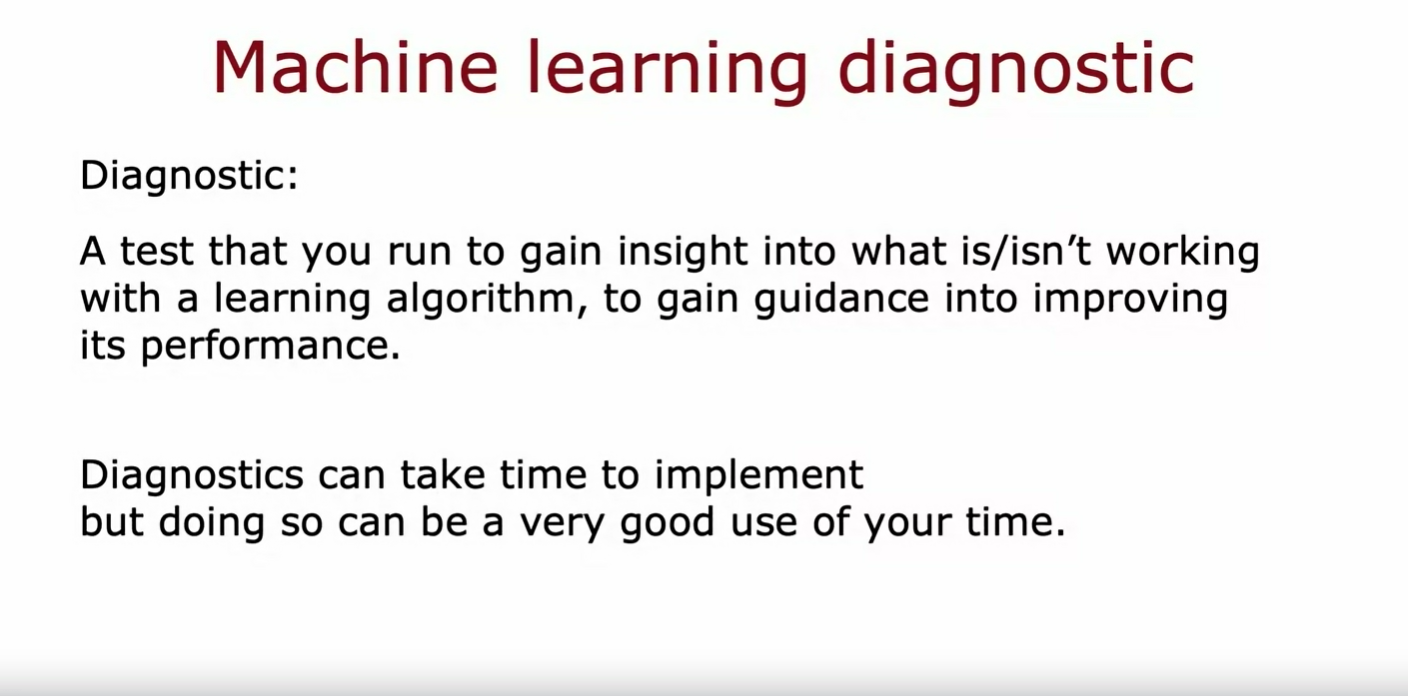 Machine learning diagnostic
Diagnostic:
A test that you run to gain insight into what is/isn’t working
with a learning algorithm, to gain guidance into improving
its performance.
Diagnostics can take time to implement
but doing so can be a very good use of your time.